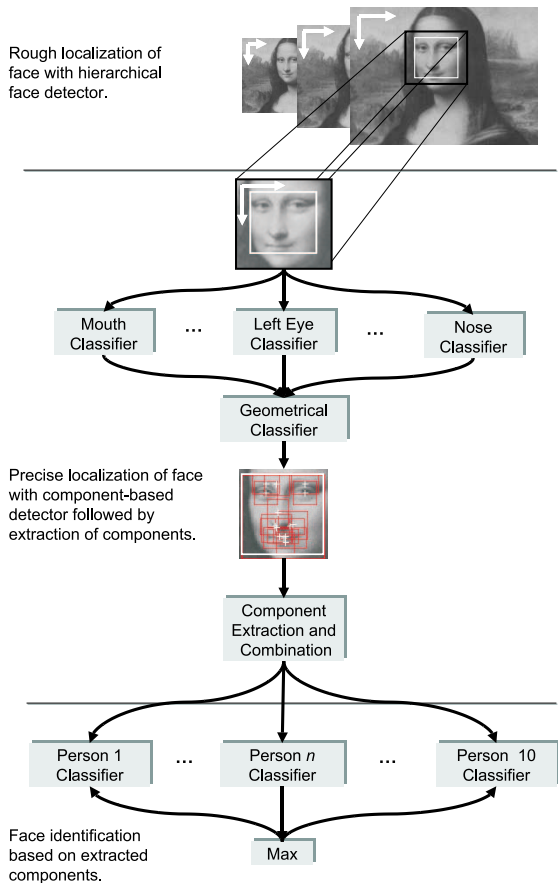 Rough localization of
face with hierarchical
face detector.
Mouth
Classifier
...
Left Eye
Classifier
...
Nose
Classifier
Geometrical
Classifier
Precise localization of face
with component-based
detector followed by
extraction of components.
Component
Extraction and
Combination
Person 1
Classifier
...
Person n
Classifier
...
Person 10
Classifier
Face identification
based on extracted
components.
Max